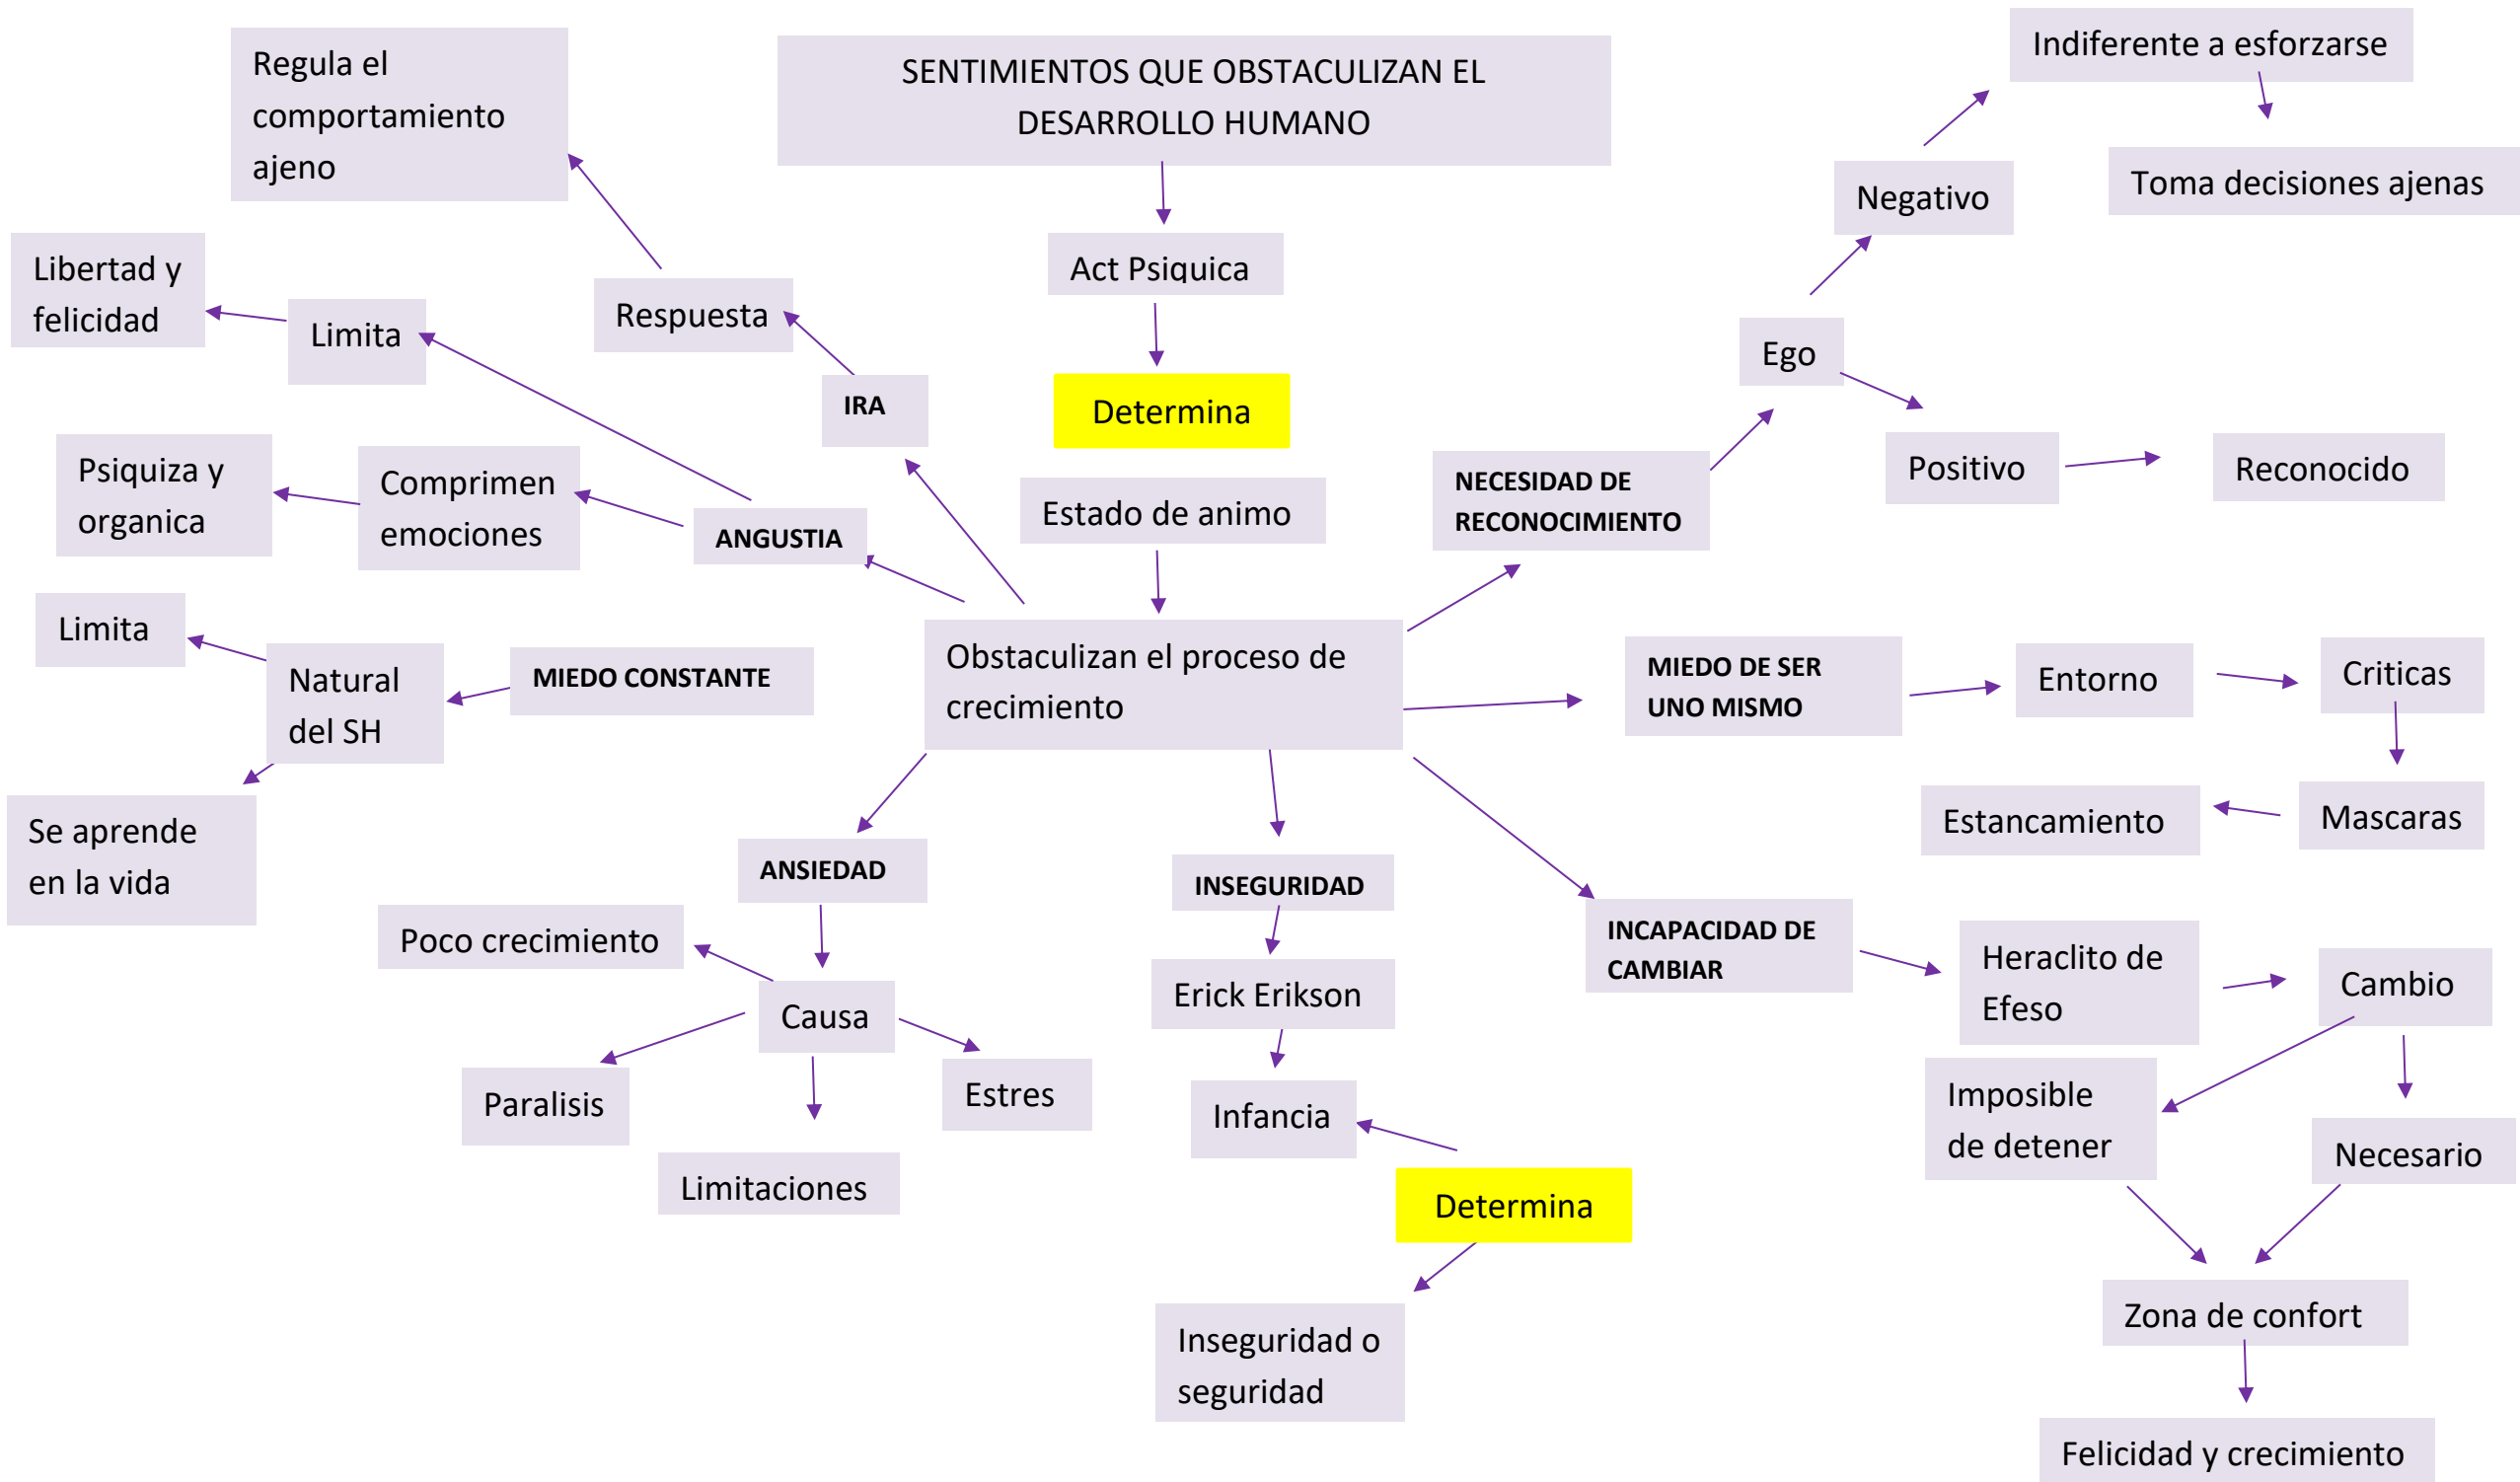 SENTIMIENTOS QUE OBSTACULIZAN EL
DESARROLLO HUMANO
Act Psiquica
Determina
Estado de animo
Obstaculizan el proceso de
crecimiento
IRA
Respuesta
Regula el
comportamiento
ajeno
ANGUSTIA
Limita
Libertad y
felicidad
Comprimen
emociones
Psiquiza y
organica
MIEDO CONSTANTE
Natural
del SH
Limita
Se aprende
en la vida
ANSIEDAD
Causa
Poco crecimiento
Paralisis
Limitaciones
Estres
INSEGURIDAD
Erick Erikson
Infancia
Determina
Inseguridad o
seguridad
NECESIDAD DE
RECONOCIMIENTO
Ego
Negativo
Indiferente a esforzarse
Toma decisiones ajenas
Positivo
Reconocido
MIEDO DE SER
UNO MISMO
Entorno
Criticas
Mascaras
Estancamiento
INCAPACIDAD DE
CAMBIAR
Heraclito de
Efeso
Cambio
Imposible
de detener
Necesario
Zona de confort
Felicidad y crecimiento